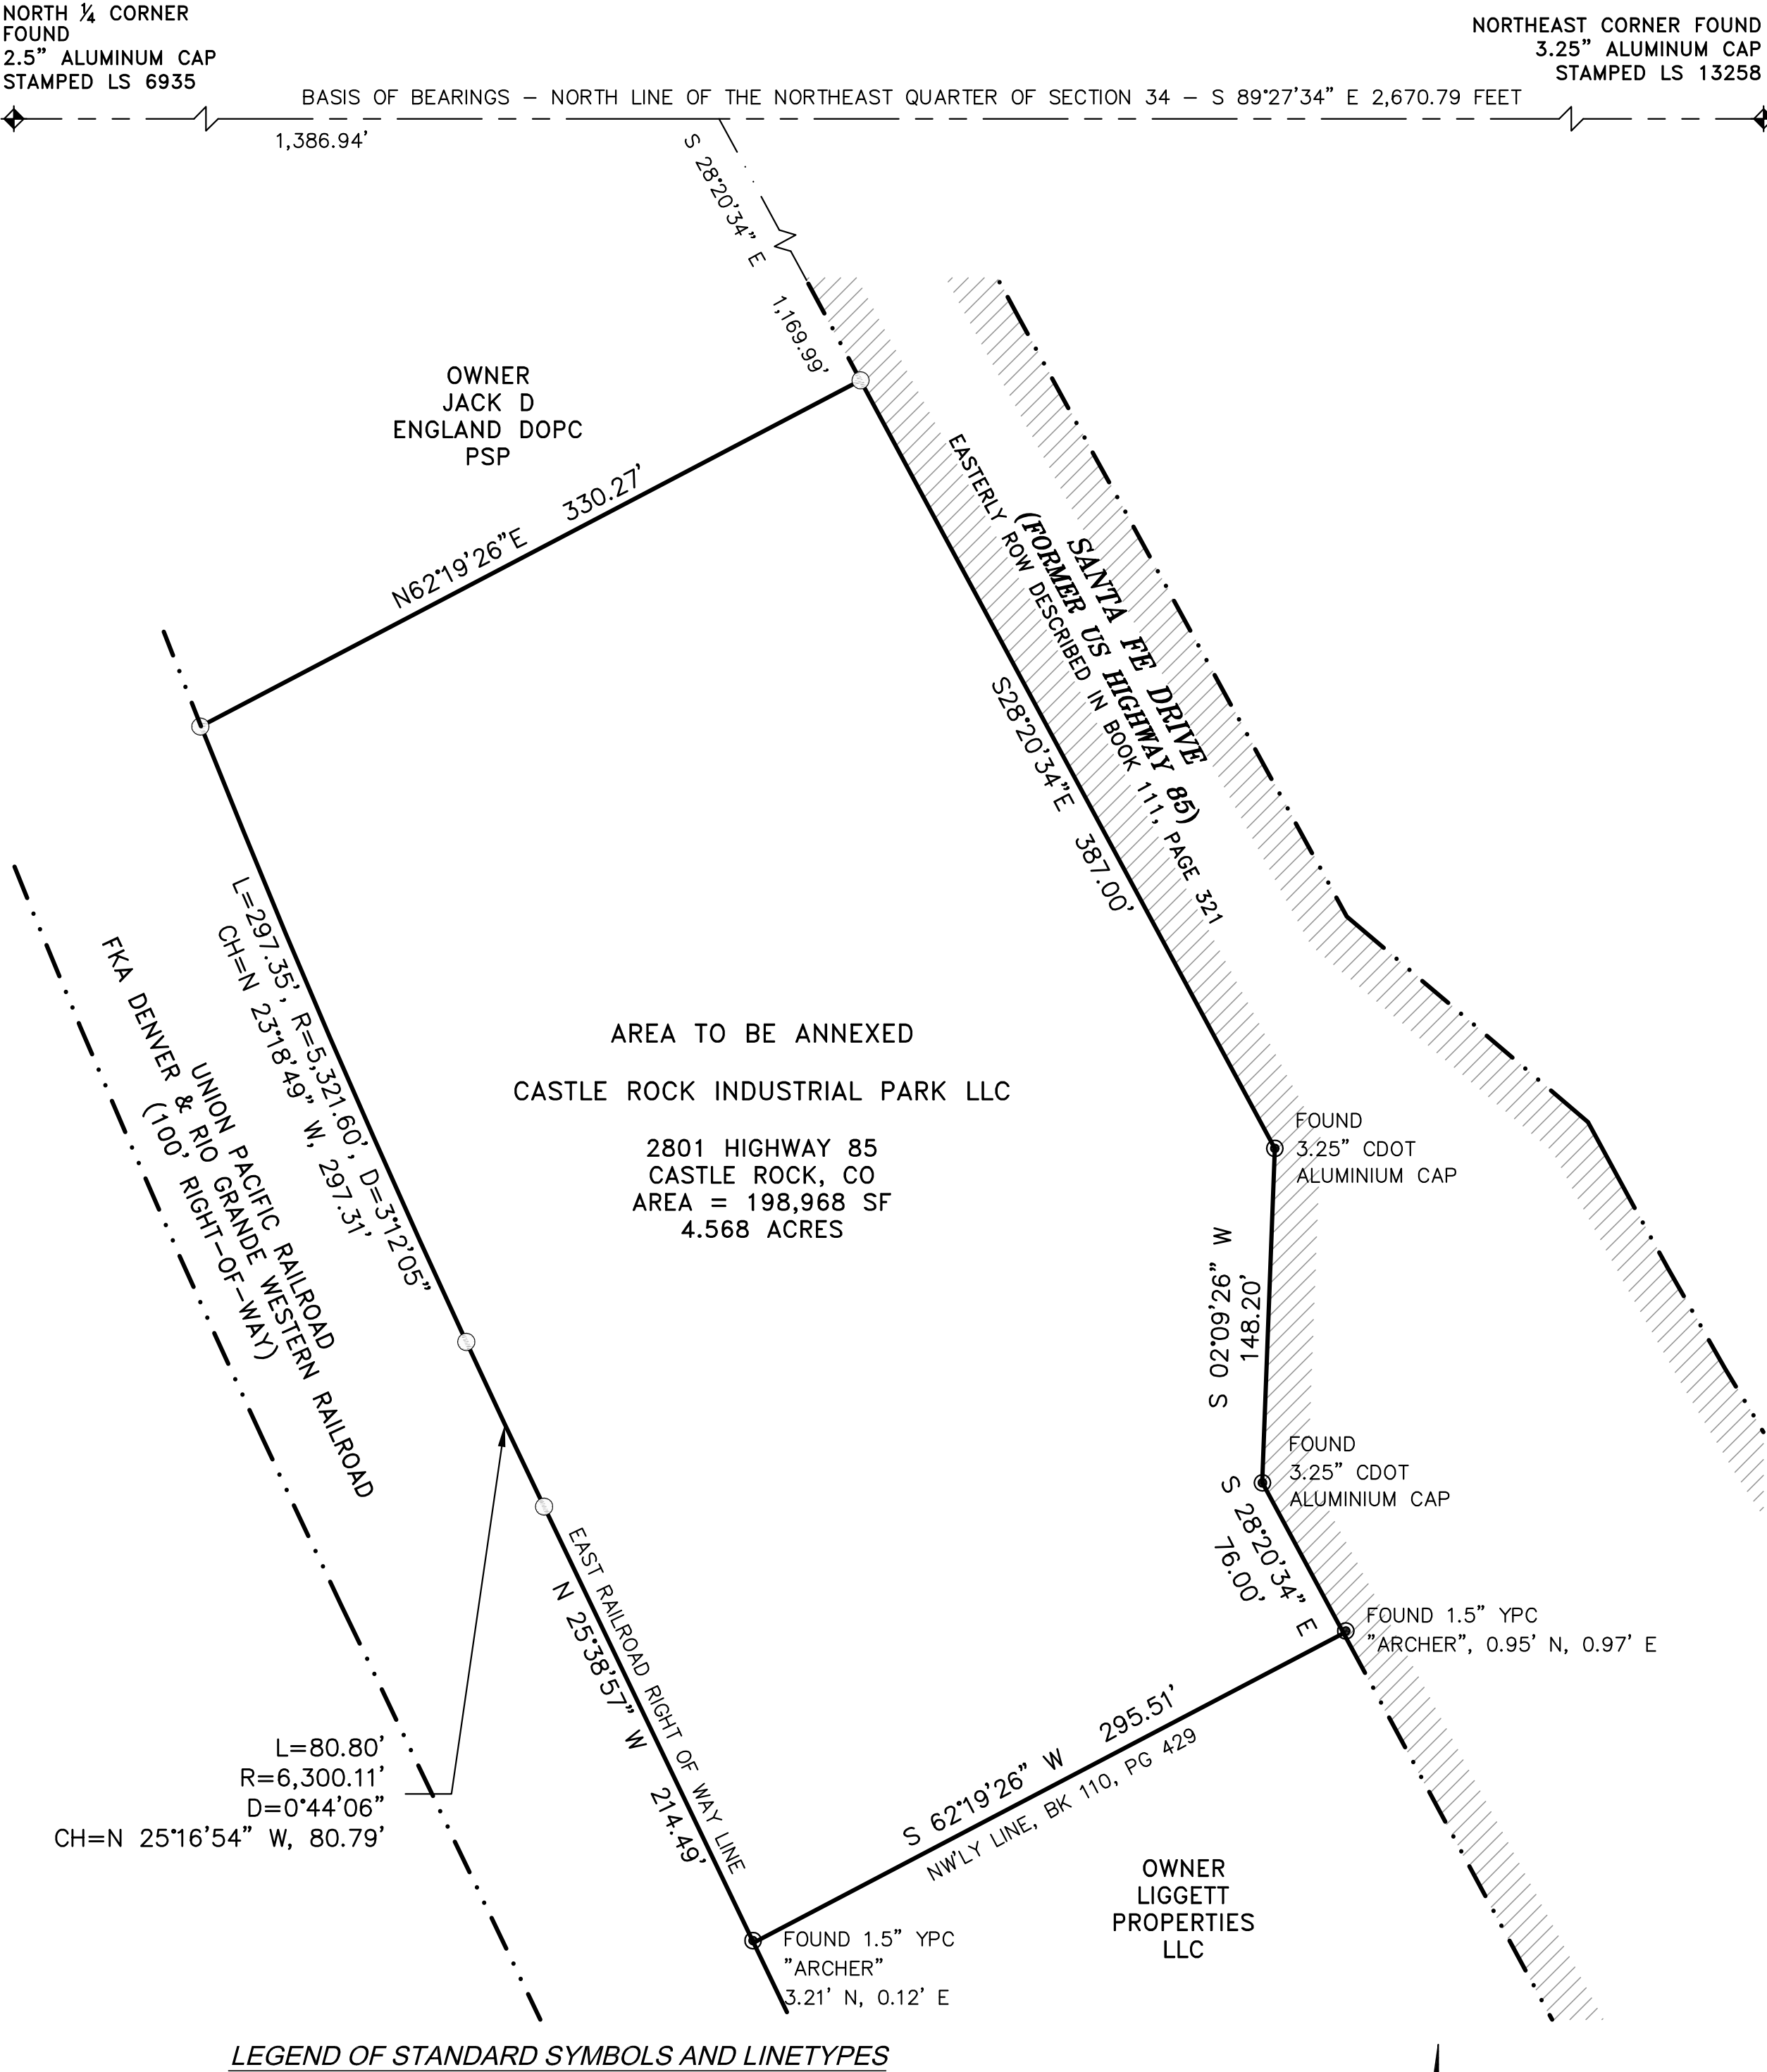 NORTH ¼ CORNER
FOUND
2.5" ALUMINUM CAP
STAMPED LS 6935
NORTHEAST CORNER FOUND
3.25" ALUMINUM CAP
STAMPED LS 13258
BASIS OF BEARINGS – NORTH LINE OF THE NORTHEAST QUARTER OF SECTION 34 – S 89°27'34" E 2,670.79 FEET
1,386.94'
S 28°20'34" E 1,169.99'
OWNER
JACK D
ENGLAND DOPC
PSP
N62°19'26"E 330.27'
SANTA FE DRIVE
(FORMER US HIGHWAY 85)
EASTERLY ROW DESCRIBED IN BOOK 111, PAGE 321
S28°20'34"E 387.00'
L=297.35', R=5,321.60', D=3°12'05"
CH=N 23°18'49" W, 297.31'
UNION PACIFIC RAILROAD
FKA DENVER & RIO GRANDE WESTERN RAILROAD
(100' RIGHT-OF-WAY)
AREA TO BE ANNEXED
CASTLE ROCK INDUSTRIAL PARK LLC
2801 HIGHWAY 85
CASTLE ROCK, CO
AREA = 198,968 SF
4.568 ACRES
FOUND
3.25" CDOT
ALUMINIUM CAP
S 02°09'26" W
148.20'
FOUND
3.25" CDOT
ALUMINIUM CAP
S 28°20'34" E
76.00'
FOUND 1.5" YPC
"ARCHER", 0.95' N, 0.97' E
EAST RAILROAD RIGHT OF WAY LINE
N 25°38'57" W 214.49'
L=80.80'
R=6,300.11'
D=0°44'06"
CH=N 25°16'54" W, 80.79'
S 62°19'26" W 295.51'
NW'LY LINE, BK 110, PG 429
OWNER
LIGGETT
PROPERTIES
LLC
FOUND 1.5" YPC
"ARCHER"
3.21' N, 0.12' E
LEGEND OF STANDARD SYMBOLS AND LINETYPES